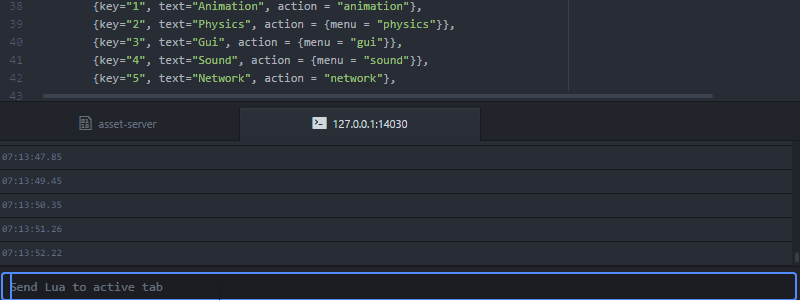 38 {key="1", text="Animation", action = "animation"},
39 {key="2", text="Physics", action = {menu = "physics"}},
40 {key="3", text="Gui", action = {menu = "gui"}},
41 {key="4", text="Sound", action = {menu = "sound"}},
42 {key="5", text="Network", action = "network"},
43
asset-server 127.0.0.1:14030
07:13:47.85
07:13:49.45
07:13:50.35
07:13:51.26
07:13:52.22
Send Lua to active tab